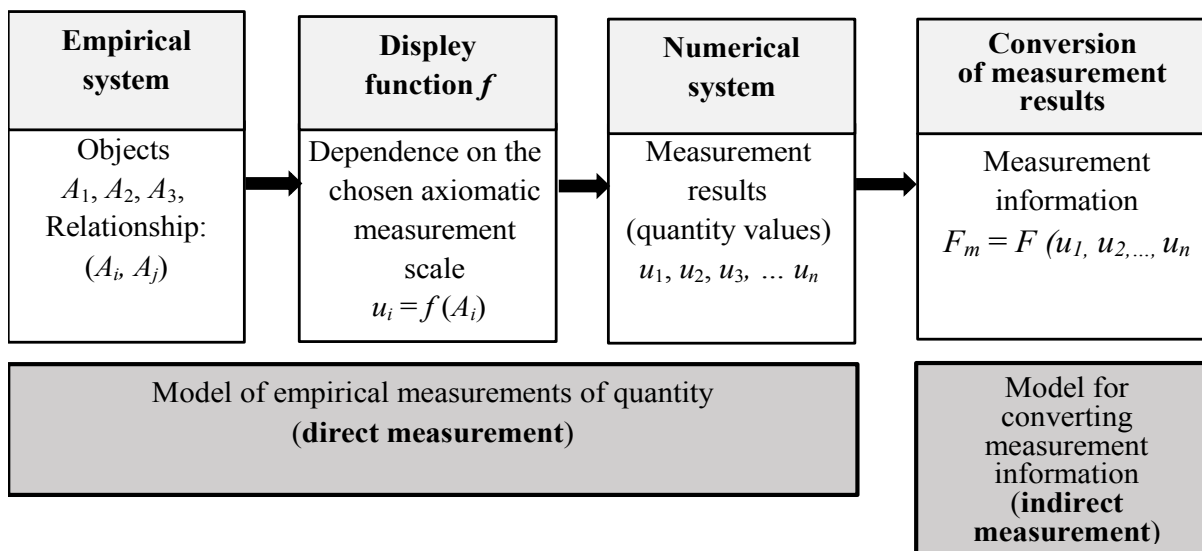 Empirical
system
Objects
A₁, A₂, A₃,
Relationship:
(Aᵢ, Aⱼ)
Display
function f
Dependence on the
chosen axiomatic
measurement
scale
uᵢ = f (Aᵢ)
Numerical
system
Measurement
results
(quantity values)
u₁, u₂, u₃, … uₙ
Conversion
of measurement
results
Measurement
information
Fₘ = F (u₁, u₂,..., uₙ
Model of empirical measurements of quantity
(direct measurement)
Model for
converting
measurement
information
(indirect
measurement)